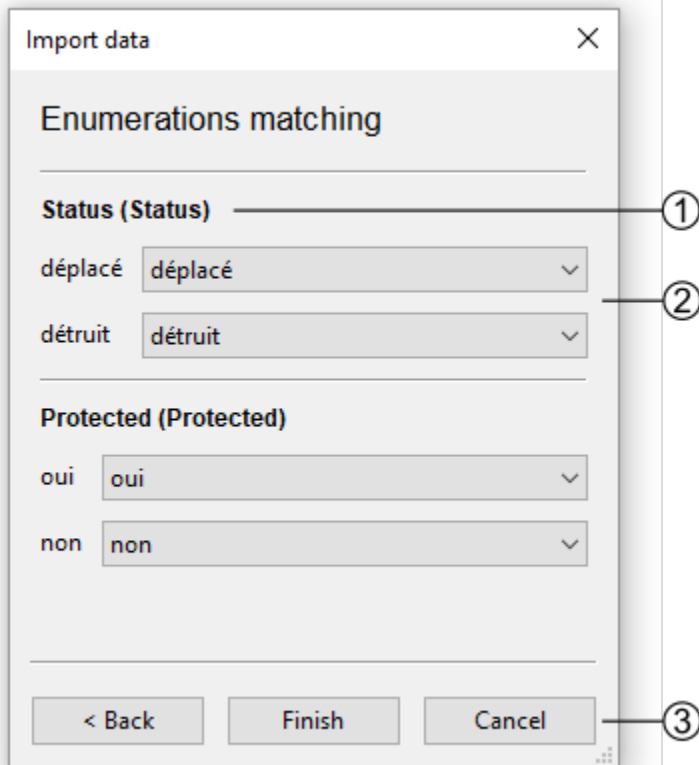 Import data
Enumerations matching
Status (Status) 1
déplacé déplacé
2
détruit détruit
Protected (Protected)
oui oui
non non
< Back Finish Cancel 3